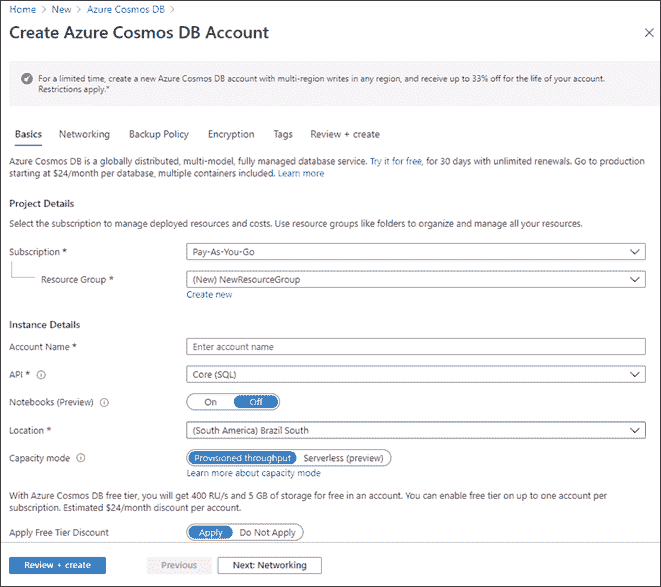 Home > New > Azure Cosmos DB >
Create Azure Cosmos DB Account
For a limited time, create a new Azure Cosmos DB account with multi-region writes in any region, and receive up to 33% off for the life of your account.
Restrictions apply.*
Basics Networking Backup Policy Encryption Tags Review + create
Azure Cosmos DB is a globally distributed, multi-model, fully managed database service. Try it for free, for 30 days with unlimited renewals. Go to production
starting at $24/month per database, multiple containers included. Learn more
Project Details
Select the subscription to manage deployed resources and costs. Use resource groups like folders to organize and manage all your resources.
Subscription * Pay-As-You-Go
Resource Group * (New) NewResourceGroup
Create new
Instance Details
Account Name * Enter account name
API * Core (SQL)
Notebooks (Preview) On Off
Location * (South America) Brazil South
Capacity mode Provisioned throughput Serverless (preview)
Learn more about capacity mode
With Azure Cosmos DB free tier, you will get 400 RU/s and 5 GB of storage for free in an account. You can enable free tier on up to one account per
subscription. Estimated $24/month discount per account.
Apply Free Tier Discount Apply Do Not Apply
Review + create Previous Next: Networking